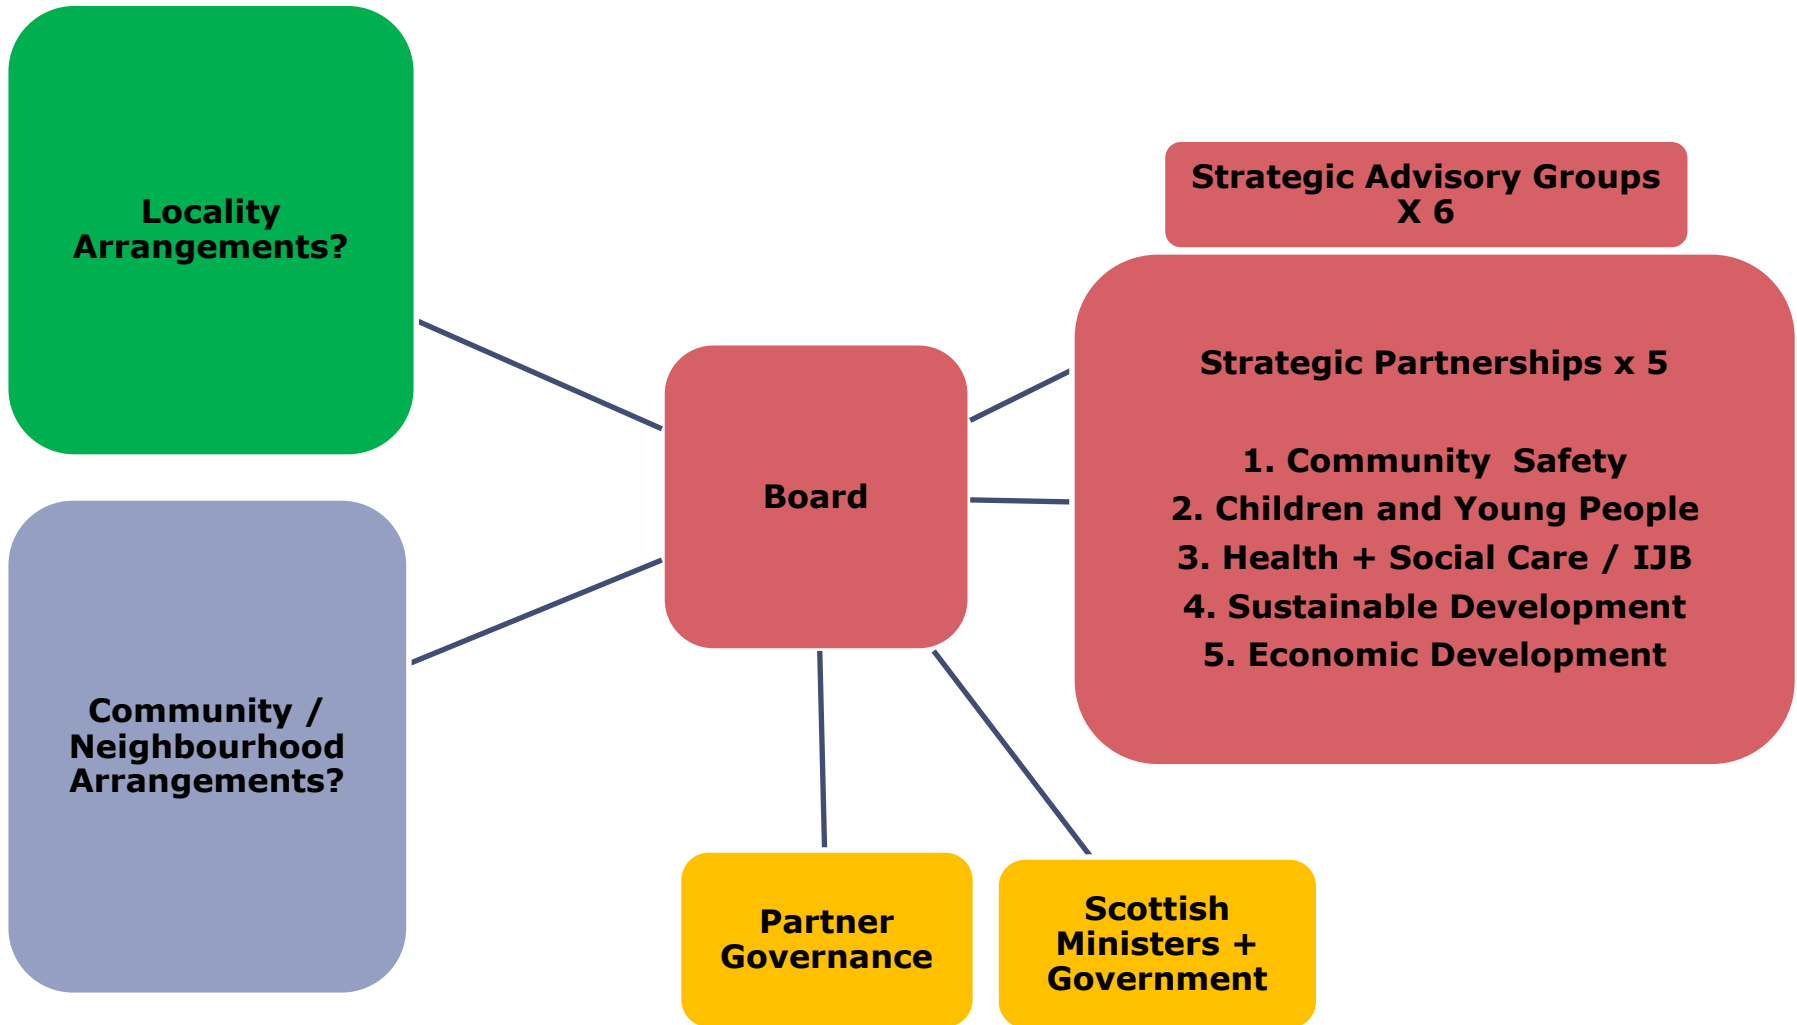 Locality
Arrangements?
Strategic Advisory Groups
X 6
Strategic Partnerships x 5
1. Community  Safety
2. Children and Young People
3. Health + Social Care / IJB
4. Sustainable Development
5. Economic Development
Board
Community /
Neighbourhood
Arrangements?
Partner
Governance
Scottish
Ministers +
Government